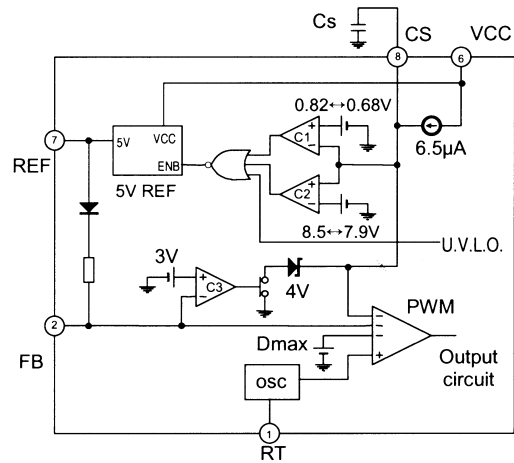 Cs
CS
VCC
8
6
0.82↔0.68V
7
5V
VCC
C1
+
−
6.5μA
REF
ENB
5V REF
C2
+
−
8.5↔7.9V
U.V.L.O.
3V
+
C3
−
4V
PWM
2
−
−
−
+
FB
Dmax
Output
circuit
OSC
1
RT